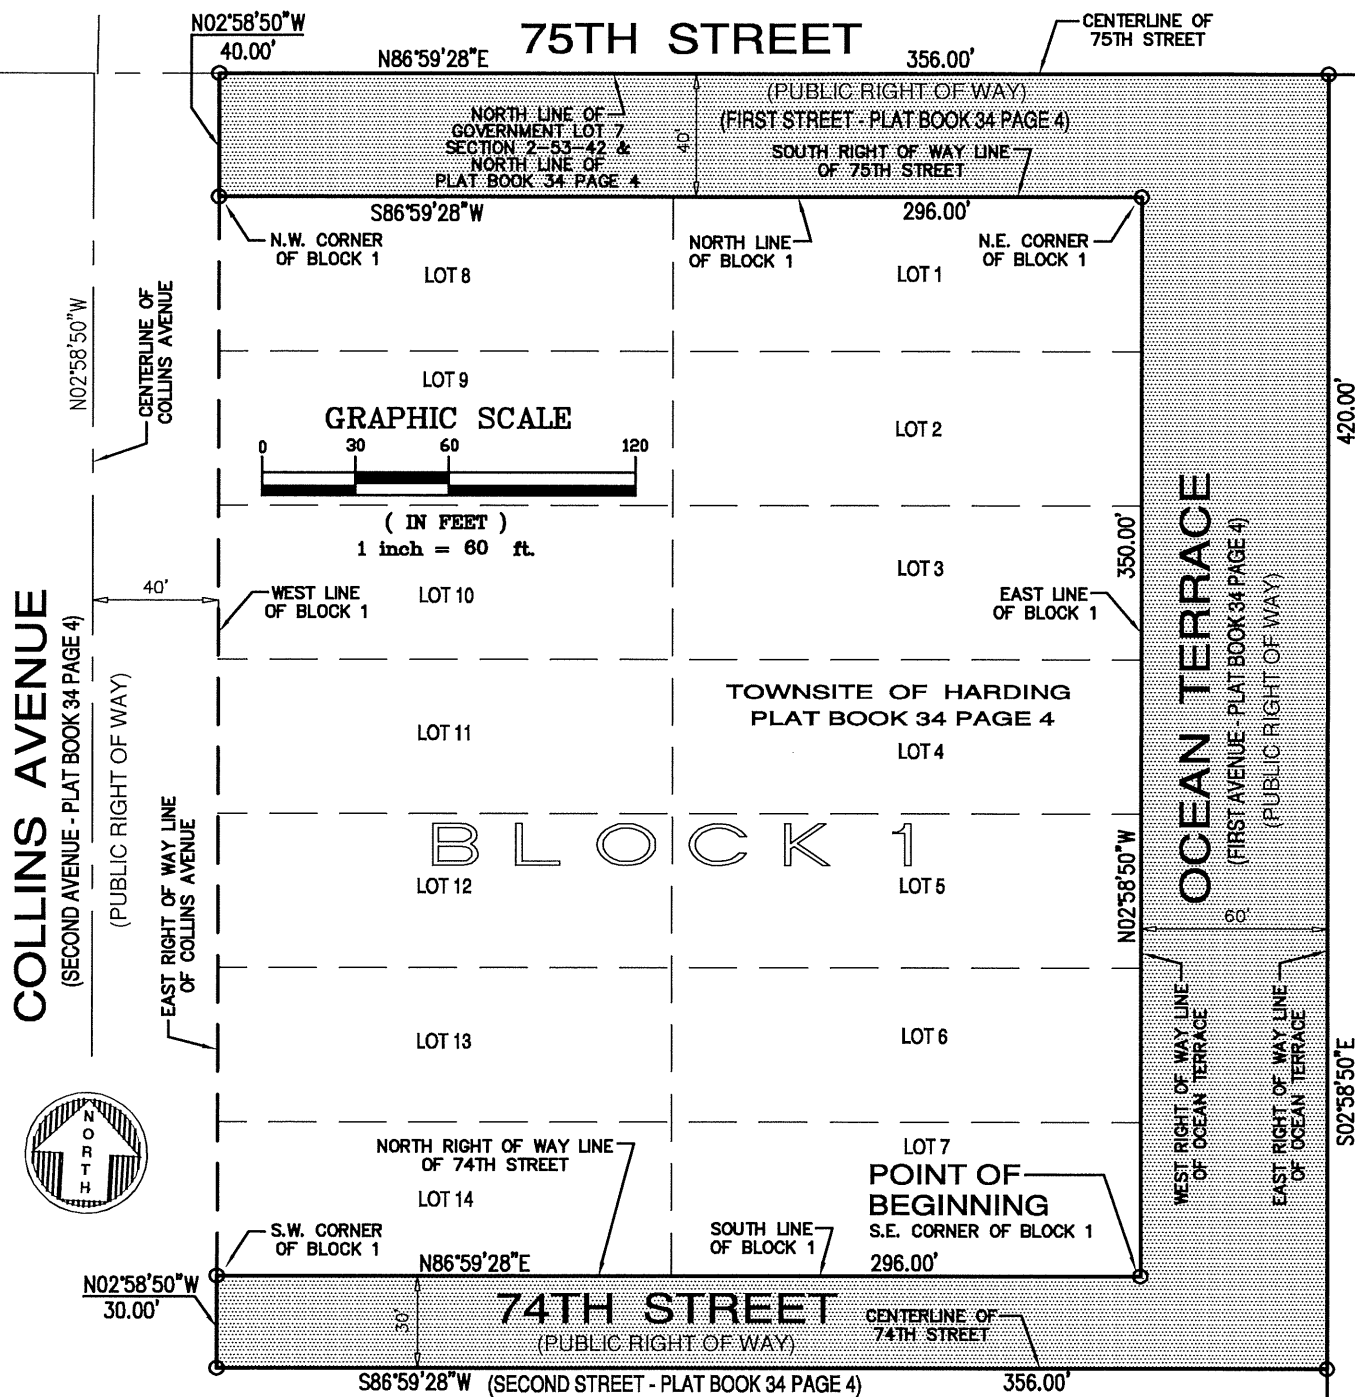 N02°58'50"W
40.00'
75TH STREET
N86°59'28"E
356.00'
CENTERLINE OF
75TH STREET
(PUBLIC RIGHT OF WAY)
(FIRST STREET - PLAT BOOK 34 PAGE 4)
NORTH LINE OF
GOVERNMENT LOT 7
SECTION 2-53-42 &
NORTH LINE OF
PLAT BOOK 34 PAGE 4
40'
SOUTH RIGHT OF WAY LINE
OF 75TH STREET
S86°59'28"W
296.00'
N.W. CORNER
OF BLOCK 1
NORTH LINE
OF BLOCK 1
N.E. CORNER
OF BLOCK 1
LOT 8
LOT 1
N02°58'50"W
CENTERLINE OF
COLLINS AVENUE
LOT 9
LOT 2
GRAPHIC SCALE
0 30 60 120
( IN FEET )
1 inch = 60 ft.
420.00'
350.00'
LOT 3
40'
WEST LINE
OF BLOCK 1
LOT 10
EAST LINE
OF BLOCK 1
COLLINS AVENUE
(SECOND AVENUE - PLAT BOOK 34 PAGE 4)
(PUBLIC RIGHT OF WAY)
OCEAN TERRACE
(FIRST AVENUE - PLAT BOOK 34 PAGE 4)
(PUBLIC RIGHT OF WAY)
TOWNSITE OF HARDING
PLAT BOOK 34 PAGE 4
LOT 11
LOT 4
BLOCK 1
LOT 12
LOT 5
EAST RIGHT OF WAY LINE
OF COLLINS AVENUE
N02°58'50"W
60'
LOT 13
LOT 6
WEST RIGHT OF WAY LINE
OF OCEAN TERRACE
EAST RIGHT OF WAY LINE
OF OCEAN TERRACE
S02°58'50"E
NORTH
NORTH RIGHT OF WAY LINE
OF 74TH STREET
LOT 7
LOT 14
POINT OF
BEGINNING
S.E. CORNER OF BLOCK 1
S.W. CORNER
OF BLOCK 1
SOUTH LINE
OF BLOCK 1
N86°59'28"E
296.00'
N02°58'50"W
30.00'
30'
74TH STREET
(PUBLIC RIGHT OF WAY)
CENTERLINE OF
74TH STREET
S86°59'28"W
(SECOND STREET - PLAT BOOK 34 PAGE 4)
356.00'